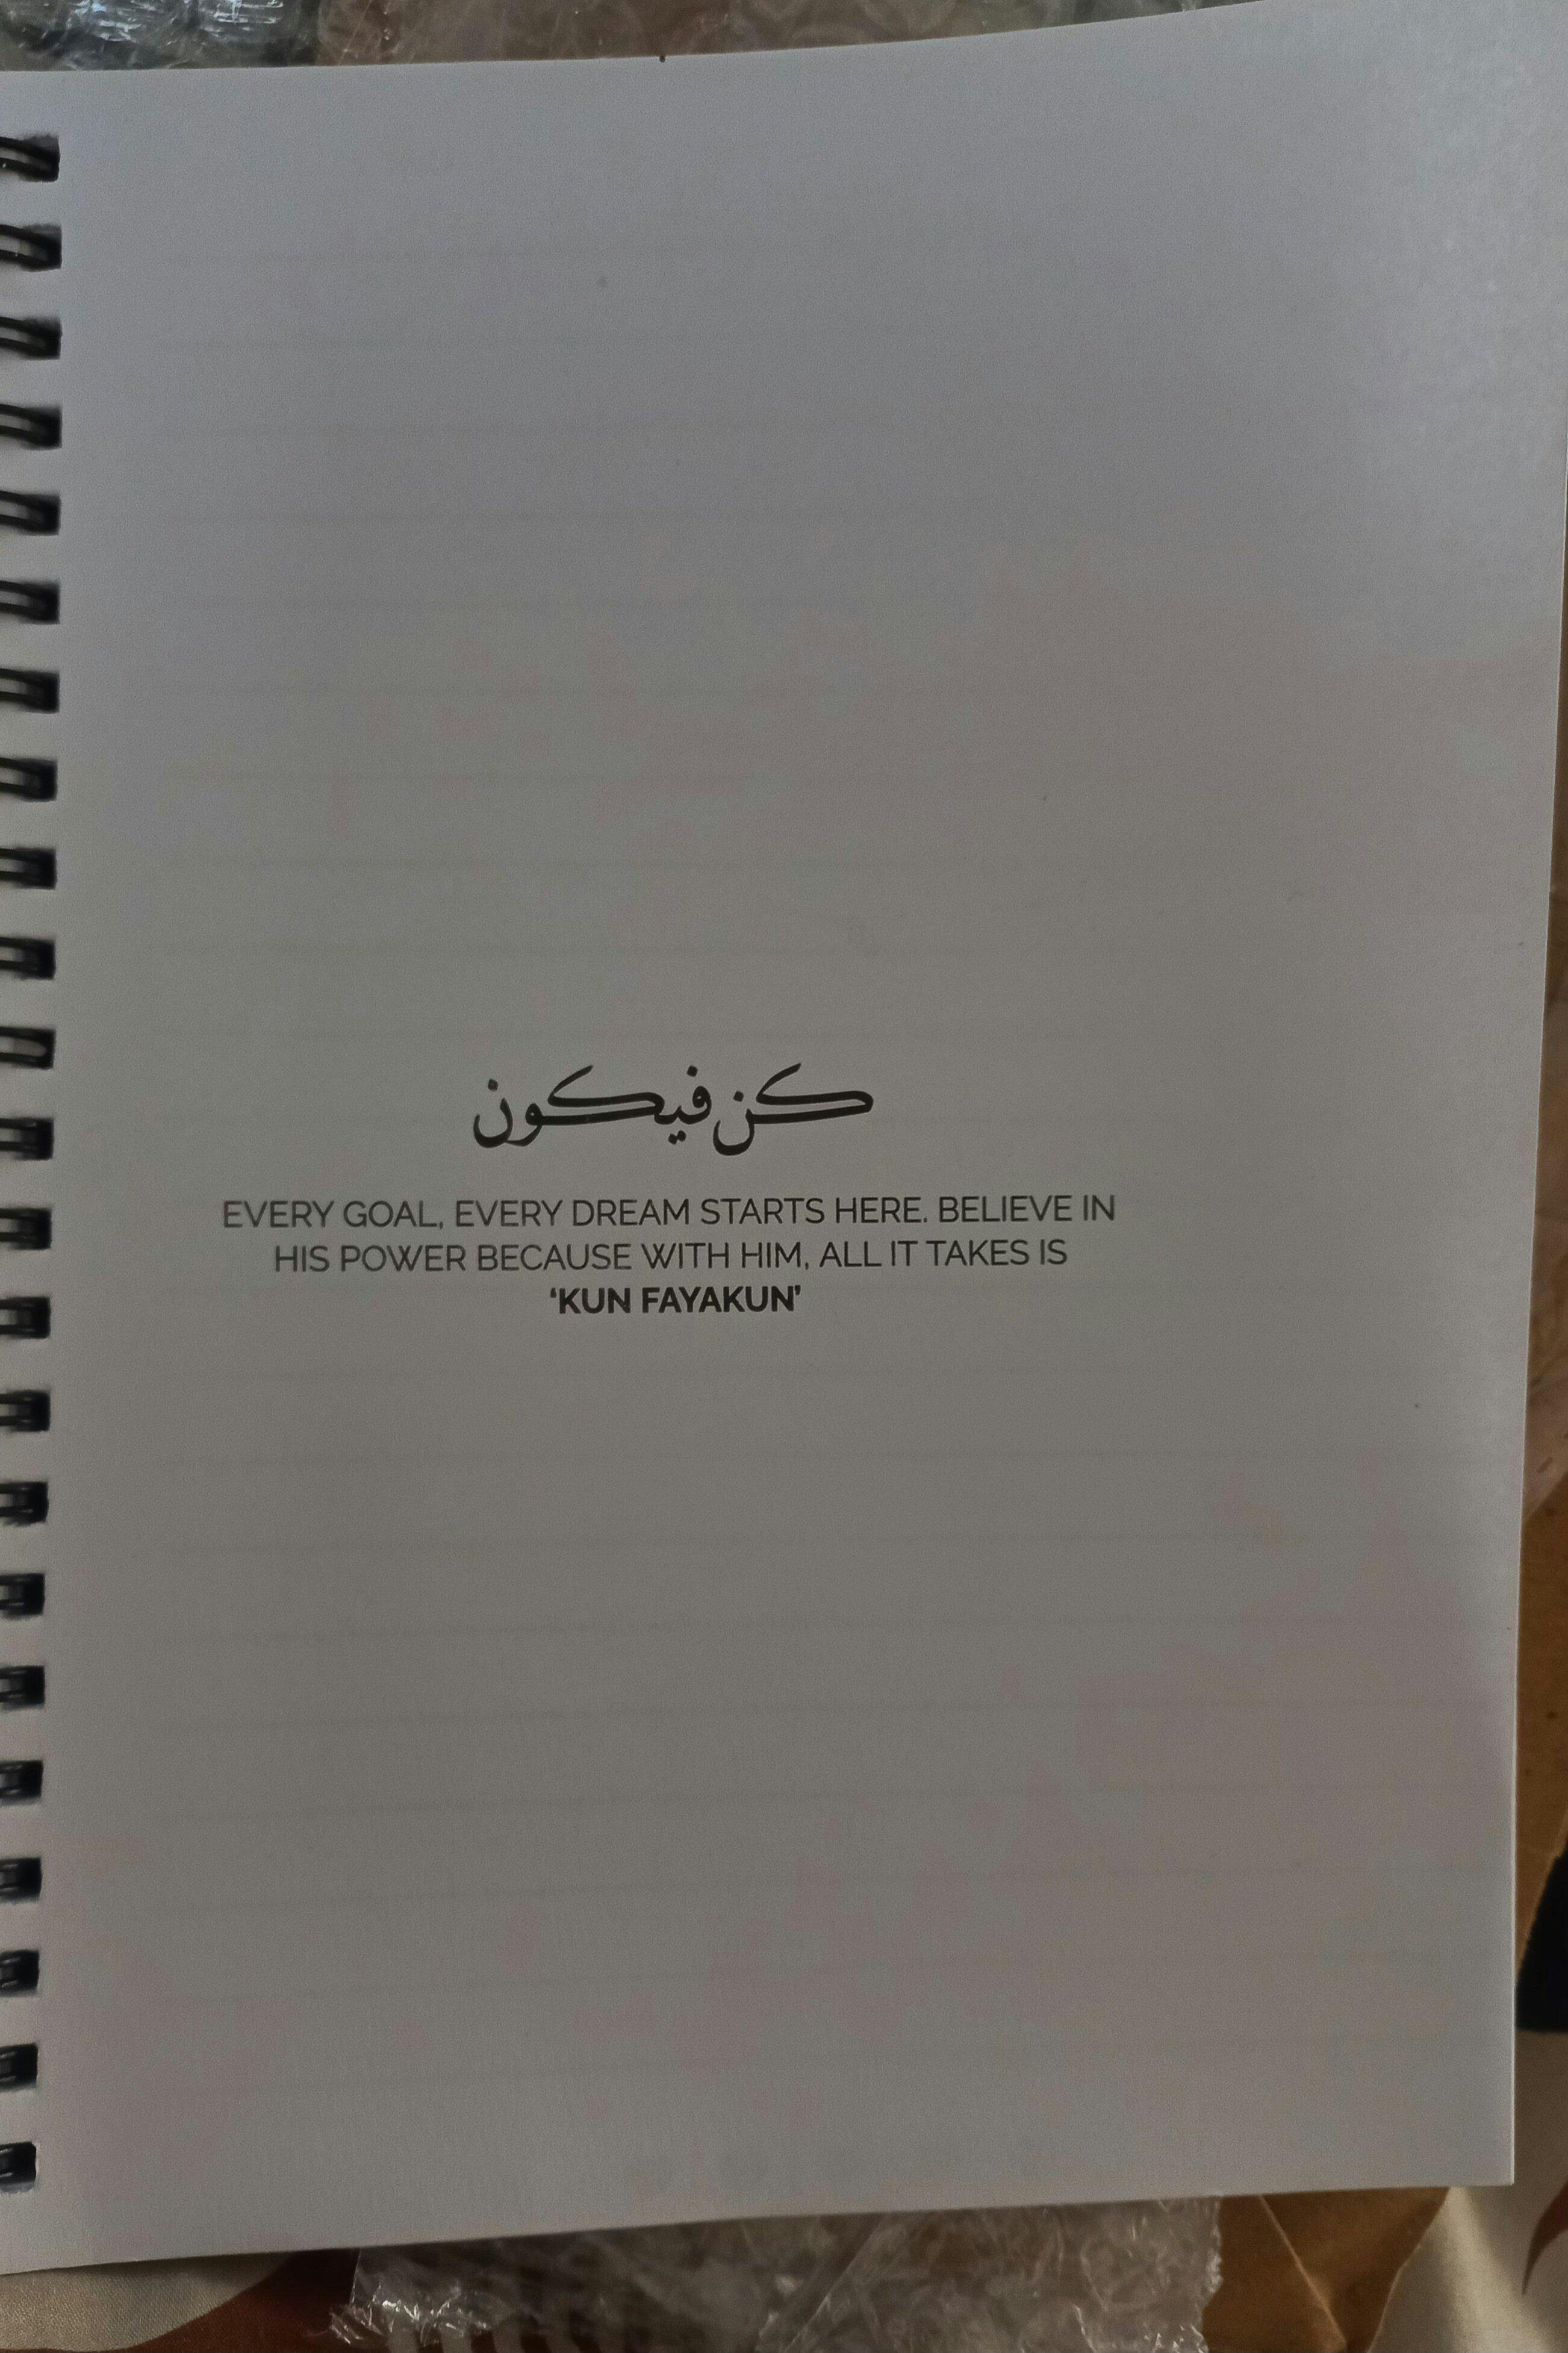 كن فيكون
EVERY GOAL, EVERY DREAM STARTS HERE. BELIEVE IN
HIS POWER BECAUSE WITH HIM, ALL IT TAKES IS
‘KUN FAYAKUN’